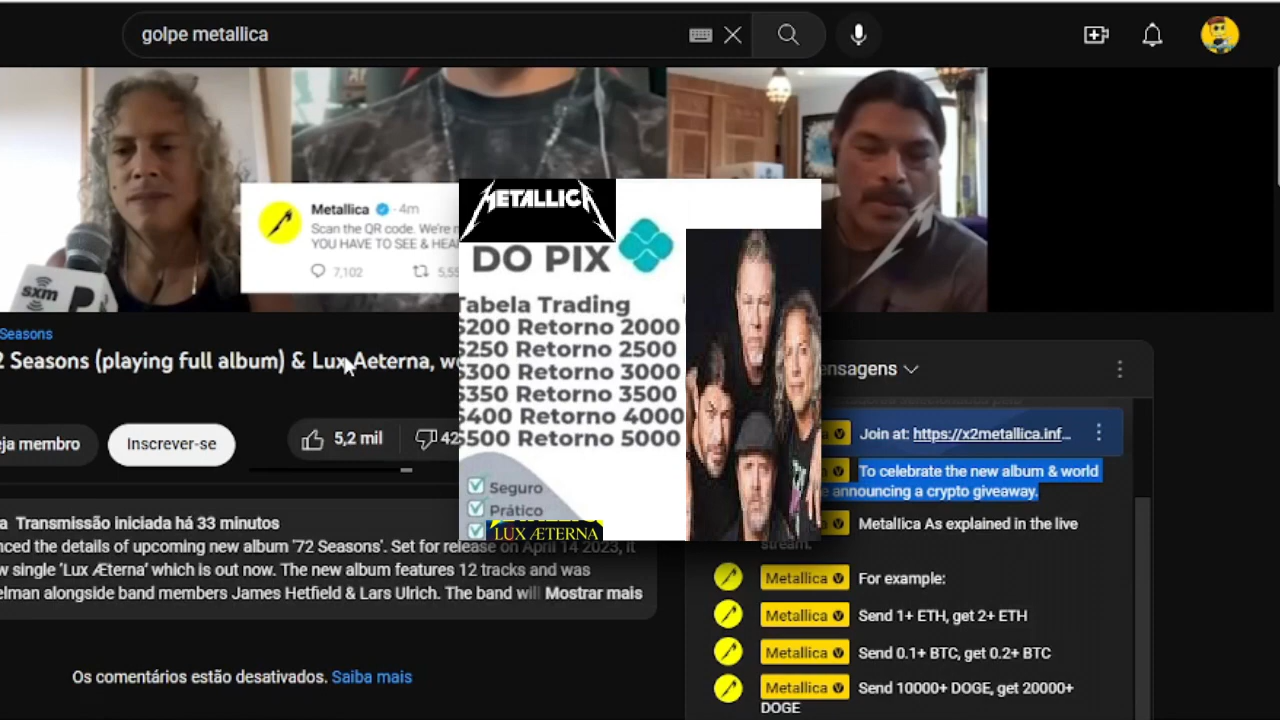 golpe metallica
sxm
Metallica · 4m
Scan the QR code. We're
YOU HAVE TO SEE & HEA
7,102
5,55
METALLICA
DO PIX
Tabela Trading
$200 Retorno 2000
$250 Retorno 2500
$300 Retorno 3000
$350 Retorno 3500
$400 Retorno 4000
$500 Retorno 5000
Seguro
Prático
LUX ÆTERNA
Seasons
2 Seasons (playing full album) & Lux Aeterna, w
eja membro
Inscrever-se
5,2 mil
42
a Transmissão iniciada há 33 minutos
nced the details of upcoming new album '72 Seasons'. Set for release on April 14 2023, it
w single 'Lux Æterna' which is out now. The new album features 12 tracks and was
elman alongside band members James Hetfield & Lars Ulrich. The band will Mostrar mais
Os comentários estão desativados. Saiba mais
ensagens
Join at: https://x2metallica.inf...
To celebrate the new album & world
e announcing a crypto giveaway.
Metallica As explained in the live
stream.
Metallica For example:
Metallica Send 1+ ETH, get 2+ ETH
Metallica Send 0.1+ BTC, get 0.2+ BTC
Metallica Send 10000+ DOGE, get 20000+
DOGE